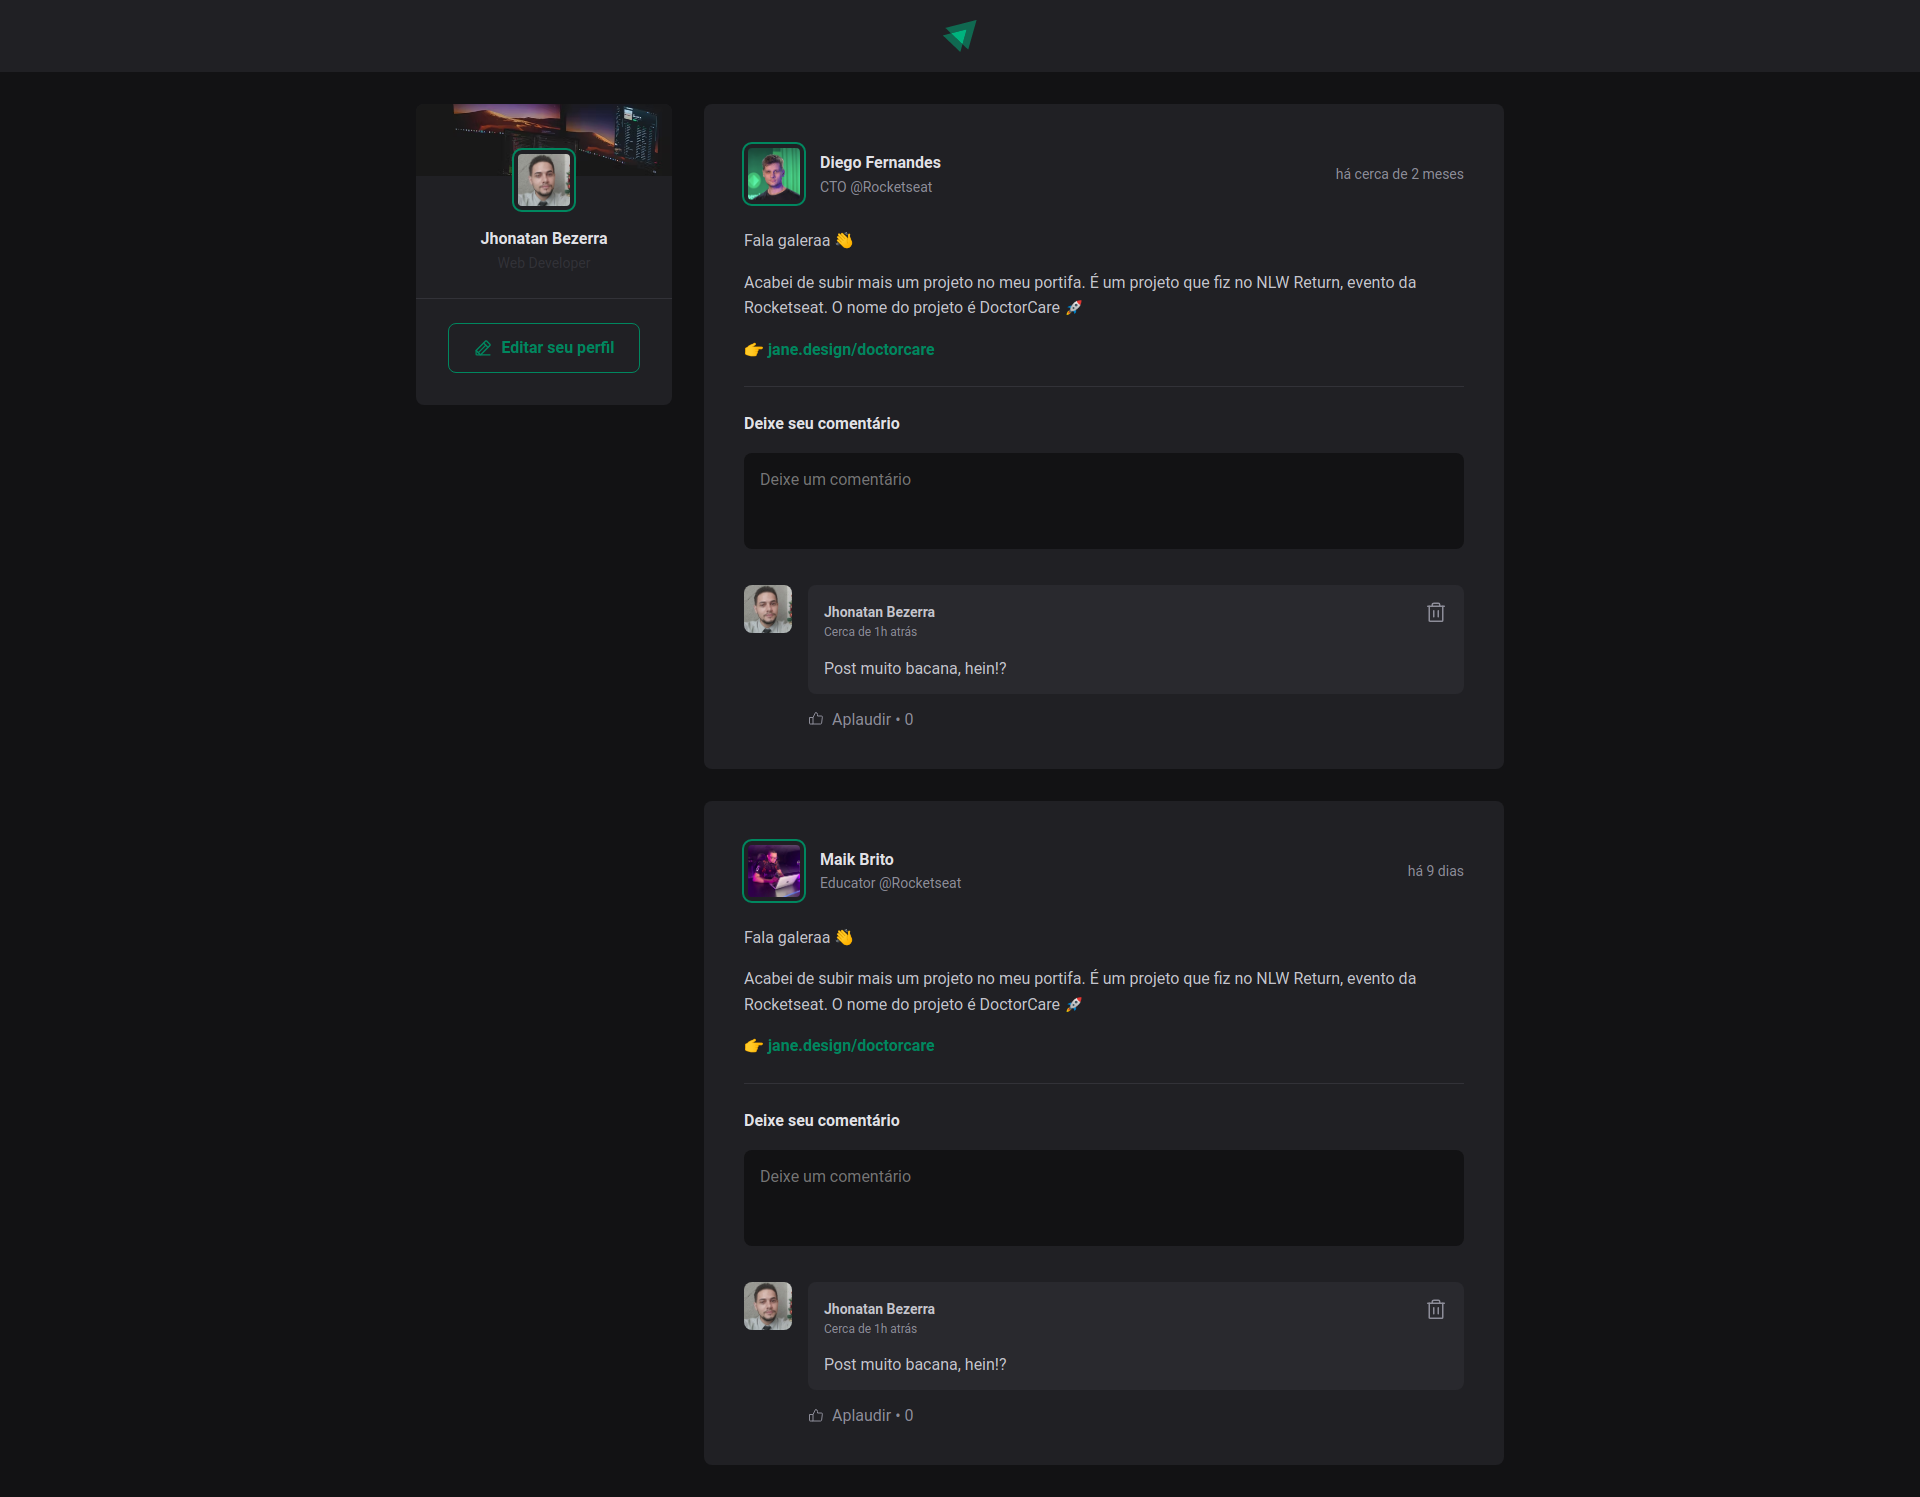 Jhonatan Bezerra
Web Developer
Editar seu perfil
Diego Fernandes
CTO @Rocketseat
há cerca de 2 meses
Fala galeraa 👋
Acabei de subir mais um projeto no meu portifa. É um projeto que fiz no NLW Return, evento da
Rocketseat. O nome do projeto é DoctorCare 🚀
👉 jane.design/doctorcare
Deixe seu comentário
Deixe um comentário
Jhonatan Bezerra
Cerca de 1h atrás
Post muito bacana, hein!?
Aplaudir • 0
Maik Brito
Educator @Rocketseat
há 9 dias
Fala galeraa 👋
Acabei de subir mais um projeto no meu portifa. É um projeto que fiz no NLW Return, evento da
Rocketseat. O nome do projeto é DoctorCare 🚀
👉 jane.design/doctorcare
Deixe seu comentário
Deixe um comentário
Jhonatan Bezerra
Cerca de 1h atrás
Post muito bacana, hein!?
Aplaudir • 0